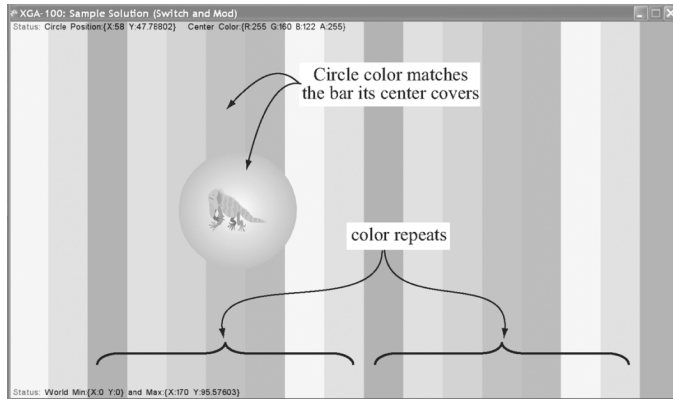 XGA-100: Sample Solution (Switch and Mod)
Status: Circle Position:{X:58 Y:47.78802} Center Color:{R:255 G:160 B:122 A:255}
Circle color matches
the bar its center covers
color repeats
Status: World Min:{X:0 Y:0} and Max:{X:170 Y:95.57603}